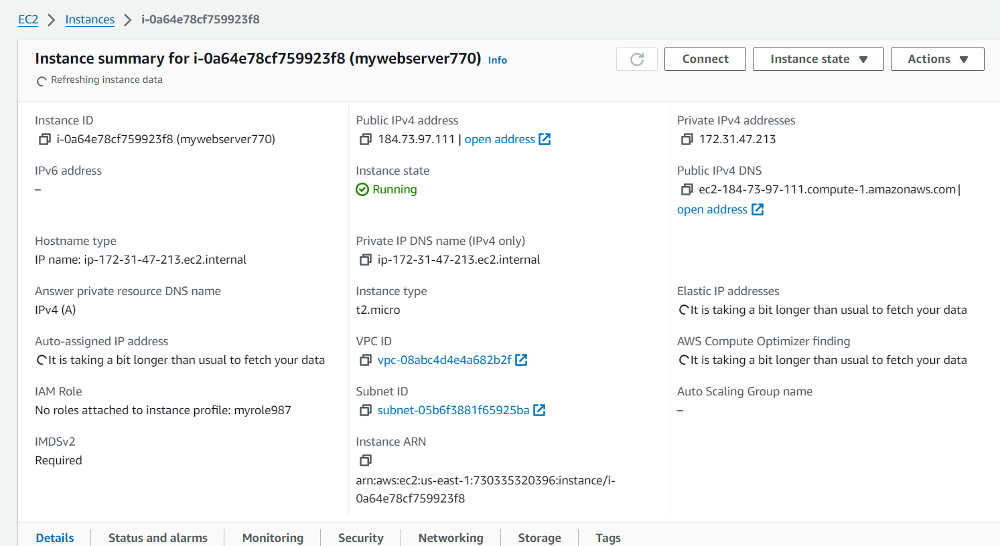 EC2 > Instances > i-0a64e78cf759923f8
Instance summary for i-0a64e78cf759923f8 (mywebserver770) Info
Refreshing instance data
Connect
Instance state
Actions
Instance ID
i-0a64e78cf759923f8 (mywebserver770)
Public IPv4 address
184.73.97.111 | open address
Private IPv4 addresses
172.31.47.213
IPv6 address
–
Instance state
Running
Public IPv4 DNS
ec2-184-73-97-111.compute-1.amazonaws.com |
open address
Hostname type
IP name: ip-172-31-47-213.ec2.internal
Private IP DNS name (IPv4 only)
ip-172-31-47-213.ec2.internal
Answer private resource DNS name
IPv4 (A)
Instance type
t2.micro
Elastic IP addresses
It is taking a bit longer than usual to fetch your data
Auto-assigned IP address
It is taking a bit longer than usual to fetch your data
VPC ID
vpc-08abc4d4e4a682b2f
AWS Compute Optimizer finding
It is taking a bit longer than usual to fetch your data
IAM Role
No roles attached to instance profile: myrole987
Subnet ID
subnet-05b6f3881f65925ba
Auto Scaling Group name
–
IMDSv2
Required
Instance ARN
arn:aws:ec2:us-east-1:730335320396:instance/i-
0a64e78cf759923f8
Details
Status and alarms
Monitoring
Security
Networking
Storage
Tags